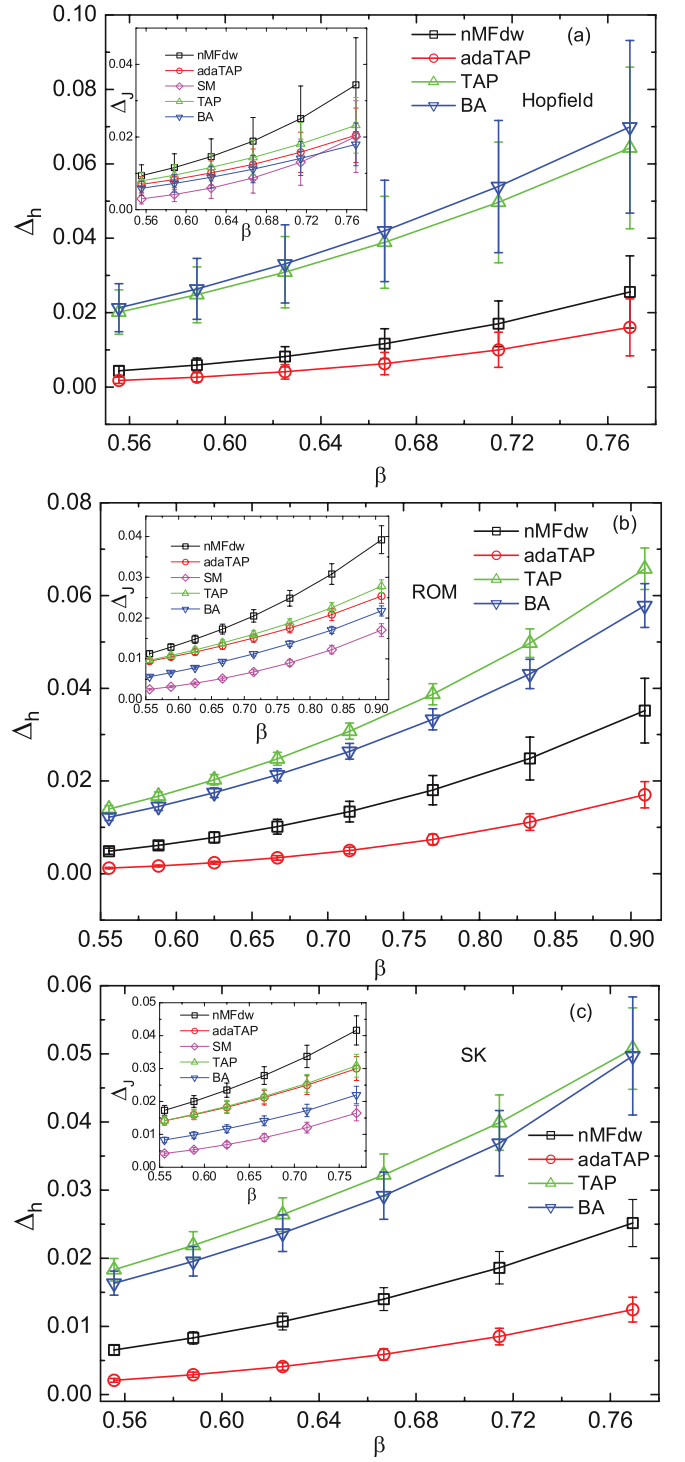 (a)
Hopfield
nMFdw
adaTAP
TAP
BA
Δh
β
0.00
0.02
0.04
0.06
0.08
0.10
0.56
0.60
0.64
0.68
0.72
0.76
nMFdw
adaTAP
SM
TAP
BA
ΔJ
β
0.00
0.02
0.04
0.56
0.60
0.64
0.68
0.72
0.76
(b)
ROM
nMFdw
adaTAP
TAP
BA
Δh
β
0.00
0.02
0.04
0.06
0.08
0.55
0.60
0.65
0.70
0.75
0.80
0.85
0.90
nMFdw
adaTAP
SM
TAP
BA
ΔJ
β
0.00
0.01
0.02
0.03
0.04
0.55
0.60
0.65
0.70
0.75
0.80
0.85
0.90
(c)
SK
nMFdw
adaTAP
TAP
BA
Δh
β
0.00
0.01
0.02
0.03
0.04
0.05
0.06
0.56
0.60
0.64
0.68
0.72
0.76
nMFdw
adaTAP
SM
TAP
BA
ΔJ
β
0.00
0.01
0.02
0.03
0.04
0.05
0.55
0.60
0.65
0.70
0.75